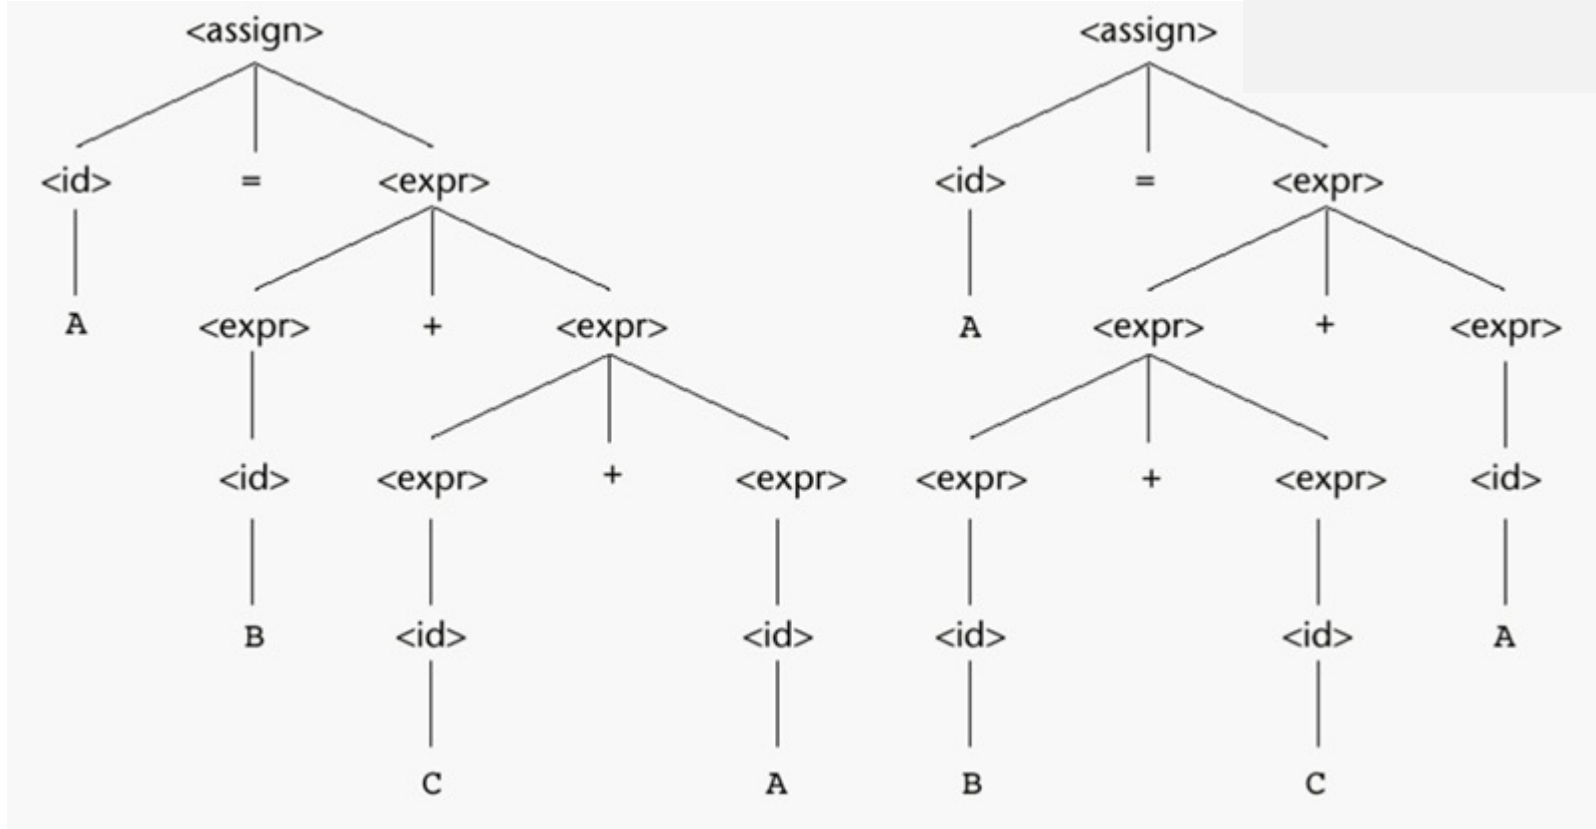 <assign> <assign>
<id> = <expr> <id> = <expr>
A <expr> + <expr> A <expr> + <expr>
<id> <expr> + <expr> <expr> + <expr> <id>
B <id> <id> <id> <id> A
C A B C